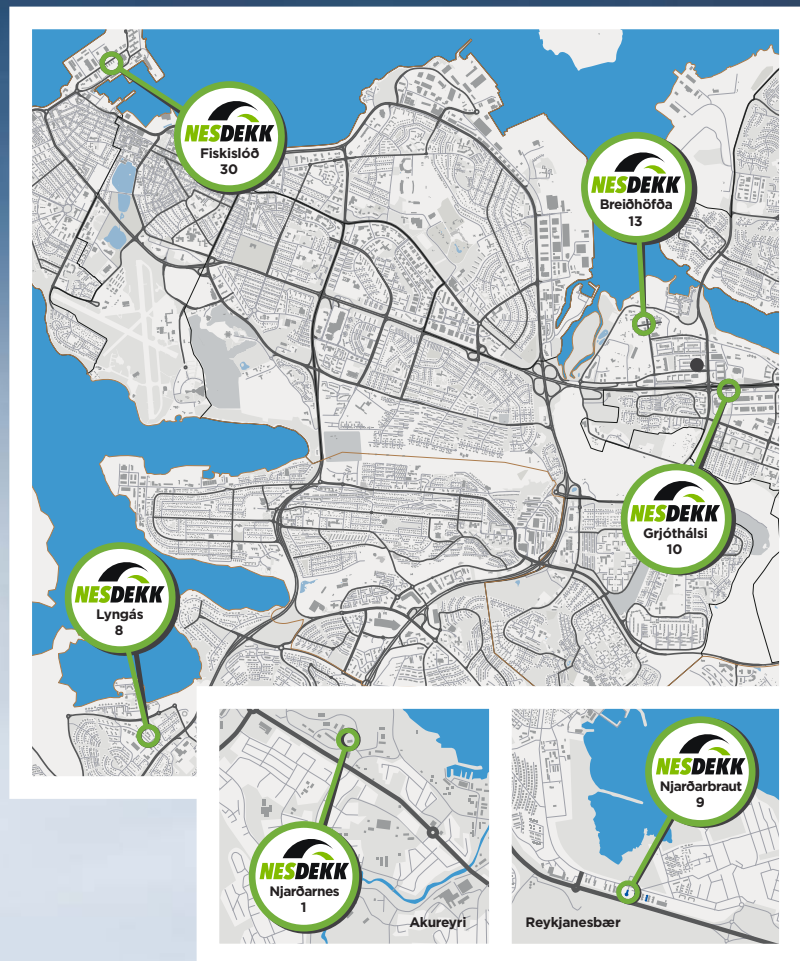 NESDEKK
Fiskislóð
30
NESDEKK
Breiðhöfða
13
NESDEKK
Grjóthálsi
10
NESDEKK
Lyngás
8
NESDEKK
Njarðarnes
1
Akureyri
NESDEKK
Njarðarbraut
9
Reykjanesbær